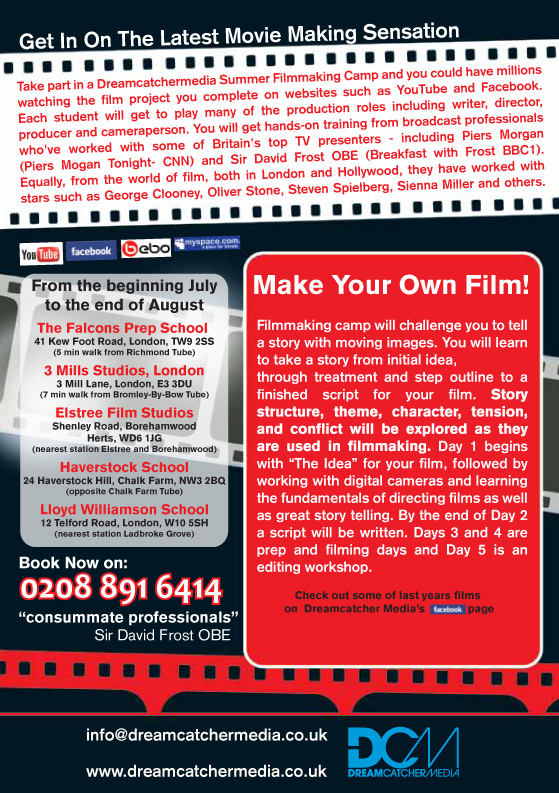 Get In On The Latest Movie Making Sensation
Take part in a Dreamcatchermedia Summer Filmmaking Camp and you could have millions
watching the film project you complete on websites such as YouTube and Facebook.
Each student will get to play many of the production roles including writer, director,
producer and cameraperson. You will get hands-on training from broadcast professionals
who've worked with some of Britain's top TV presenters - including Piers Morgan
(Piers Mogan Tonight- CNN) and Sir David Frost OBE (Breakfast with Frost BBC1).
Equally, from the world of film, both in London and Hollywood, they have worked with
stars such as George Clooney, Oliver Stone, Steven Spielberg, Sienna Miller and others.
YouTube facebook bebo myspace.com
From the beginning July
to the end of August
The Falcons Prep School
41 Kew Foot Road, London, TW9 2SS
(5 min walk from Richmond Tube)
3 Mills Studios, London
3 Mill Lane, London, E3 3DU
(7 min walk from Bromley-By-Bow Tube)
Elstree Film Studios
Shenley Road, Borehamwood
Herts, WD6 1JG
(nearest station Elstree and Borehamwood)
Haverstock School
24 Haverstock Hill, Chalk Farm, NW3 2BQ
(opposite Chalk Farm Tube)
Lloyd Williamson School
12 Telford Road, London, W10 5SH
(nearest station Ladbroke Grove)
Book Now on:
0208 891 6414
“consummate professionals”
Sir David Frost OBE
Make Your Own Film!
Filmmaking camp will challenge you to tell
a story with moving images. You will learn
to take a story from initial idea,
through treatment and step outline to a
finished script for your film. Story
structure, theme, character, tension,
and conflict will be explored as they
are used in filmmaking. Day 1 begins
with “The Idea” for your film, followed by
working with digital cameras and learning
the fundamentals of directing films as well
as great story telling. By the end of Day 2
a script will be written. Days 3 and 4 are
prep and filming days and Day 5 is an
editing workshop.
Check out some of last years films
on Dreamcatcher Media's facebook page
info@dreamcatchermedia.co.uk
www.dreamcatchermedia.co.uk
DCM
DREAMCATCHERMEDIA